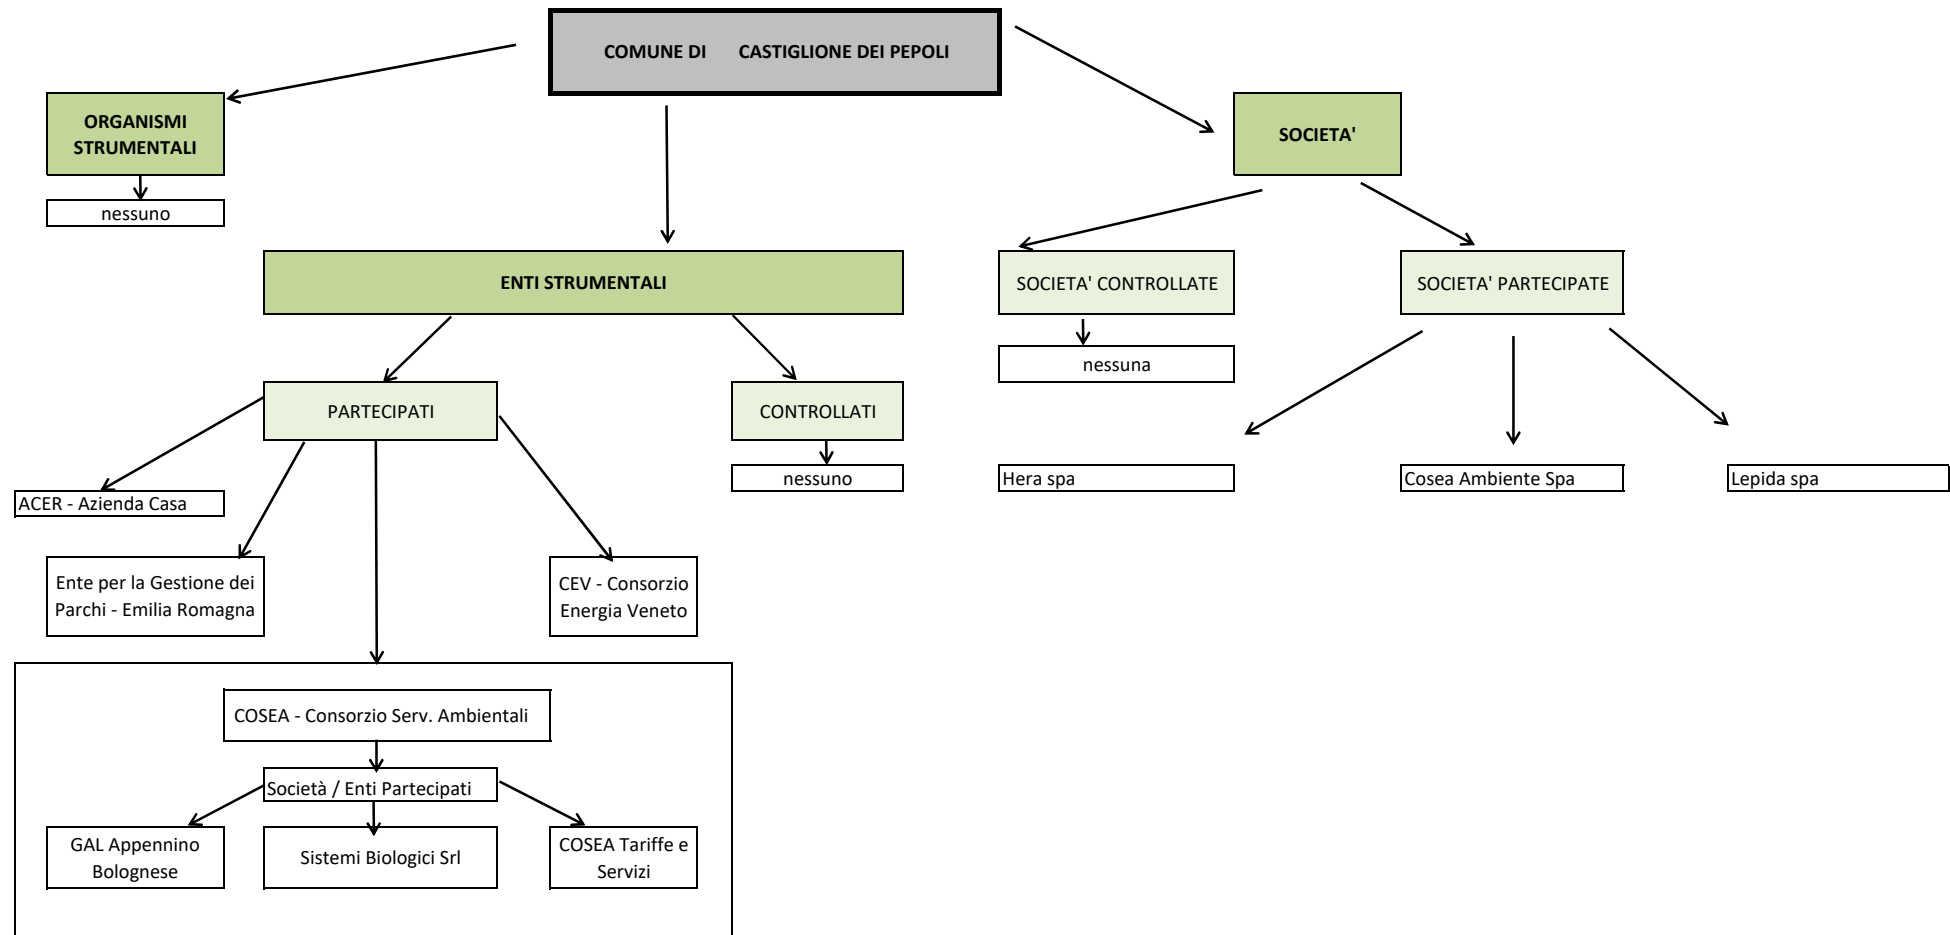 COMUNE DI CASTIGLIONE DEI PEPOLI
ORGANISMI
STRUMENTALI
SOCIETA'
nessuno
ENTI STRUMENTALI
SOCIETA' CONTROLLATE
SOCIETA' PARTECIPATE
nessuna
PARTECIPATI
CONTROLLATI
nessuno
Hera spa
Cosea Ambiente Spa
Lepida spa
ACER - Azienda Casa
Ente per la Gestione dei
Parchi - Emilia Romagna
CEV - Consorzio
Energia Veneto
COSEA - Consorzio Serv. Ambientali
Società / Enti Partecipati
GAL Appennino
Bolognese
Sistemi Biologici Srl
COSEA Tariffe e
Servizi